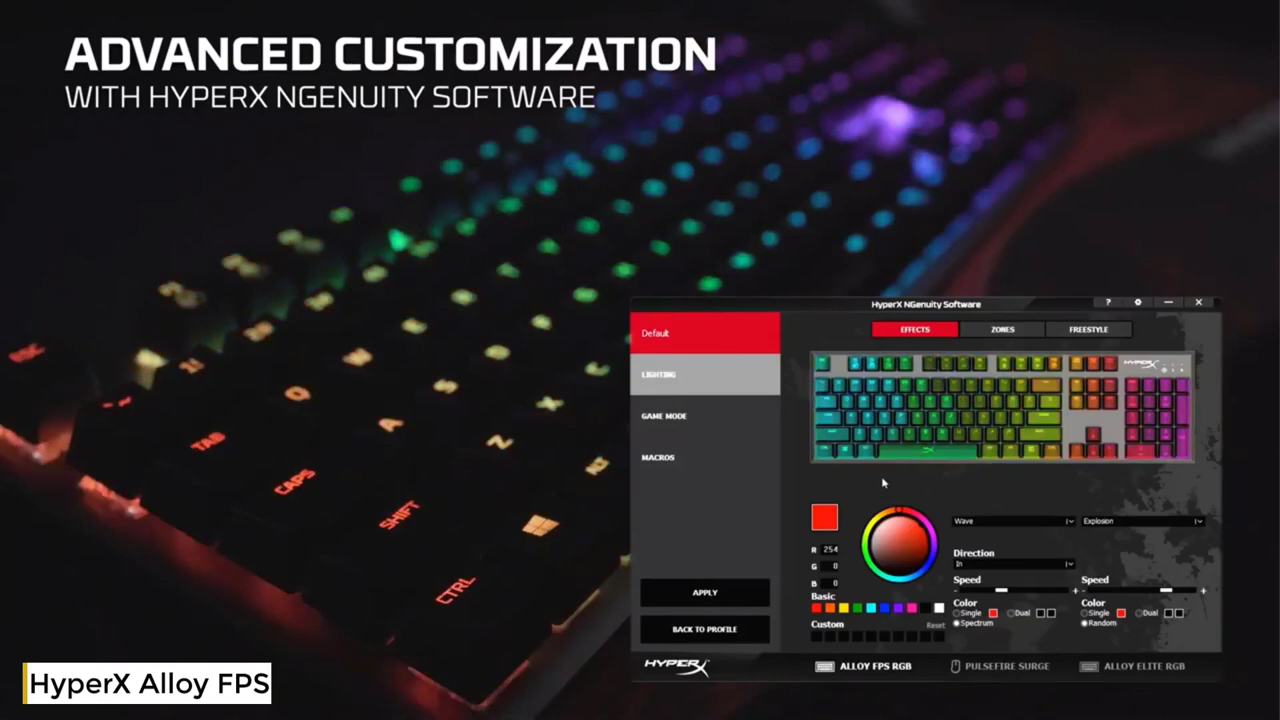 ADVANCED CUSTOMIZATION
WITH HYPERX NGENUITY SOFTWARE
ESC
TAB
CAPS
SHIFT
CTRL
Q
A
S
Z
X
HyperX NGenuity Software
?
Default
LIGHTING
GAME MODE
MACROS
APPLY
BACK TO PROFILE
EFFECTS ZONES FREESTYLE
HYPERX
R 254
G 0
B 0
Basic
Custom Reset
Wave Explosion
Direction
In
Speed Speed
- + - +
Color Color
Single Dual Single Dual
Spectrum Random
HYPERX ALLOY FPS RGB PULSEFIRE SURGE ALLOY ELITE RGB
HyperX Alloy FPS